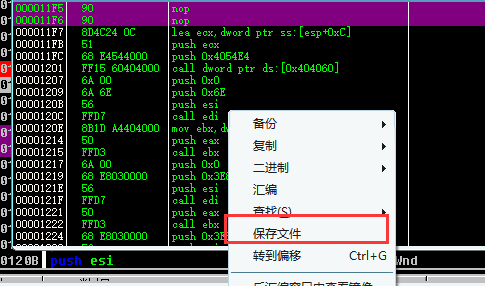 000011F5 90 nop
000011F6 90 nop
000011F7 8D4C24 0C lea ecx,dword ptr ss:[esp+0xC]
000011FB 51 push ecx
000011FC 68 E4544000 push 0x4054E4
00001201 FF15 60404000 call dword ptr ds:[0x404060]
00001207 6A 00 push 0x0
00001209 6A 6E push 0x6E
0000120B 56 push esi
0000120C FFD7 call edi
0000120E 8B1D A4404000 mov ebx,
00001214 50 push eax
00001215 FFD3 call ebx
00001217 6A 00 push 0x0
00001219 68 E8030000 push 0x3E
0000121E 56 push esi
0000121F FFD7 call edi
00001221 50 push eax
00001222 FFD3 call ebx
00001224 68 E8030000 push 0x3E
备份
复制
二进制
汇编
查找(S)
保存文件
转到偏移 Ctrl+G
0120B push esi Wnd